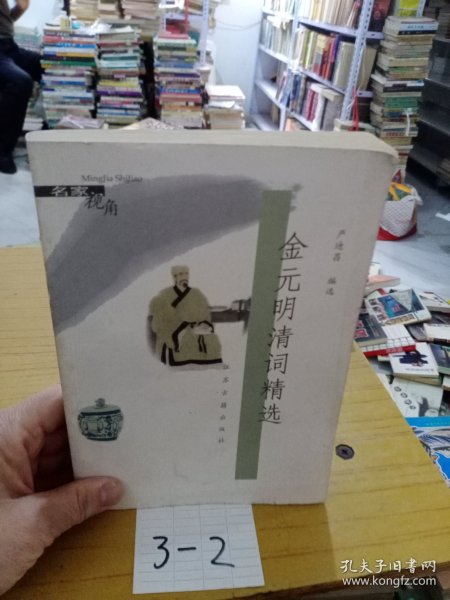 MingJia ShiJiao
名家
视角
金元明清词精选
严迪昌 编选
江苏古籍出版社
3-2
孔夫子旧书网
www.kongfz.com